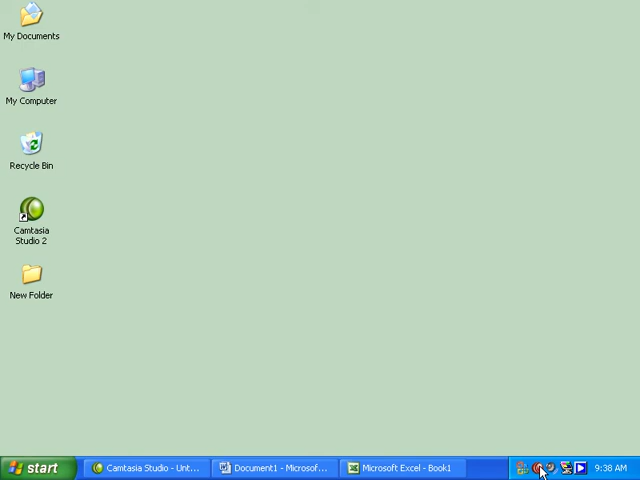 My Documents
My Computer
Recycle Bin
Camtasia
Studio 2
New Folder
start
Camtasia Studio - Unt...
Document1 - Microsof...
Microsoft Excel - Book1
9:38 AM